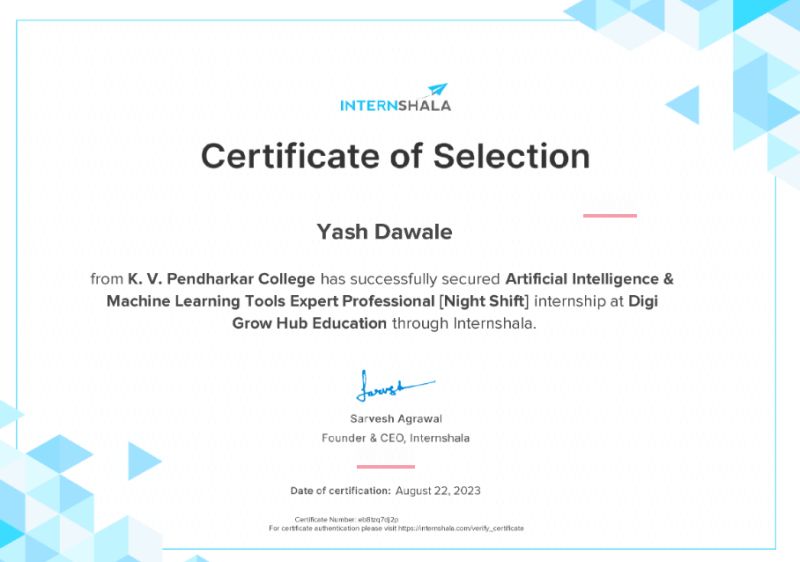 INTERNSHALA
Certificate of Selection
Yash Dawale
from K. V. Pendharkar College has successfully secured Artificial Intelligence &
Machine Learning Tools Expert Professional [Night Shift] internship at Digi
Grow Hub Education through Internshala.
Sarvesh
Sarvesh Agrawal
Founder & CEO, Internshala
Date of certification: August 22, 2023
Certificate Number: eb8tzq7dj2p
For certificate authentication please visit https://internshala.com/verify_certificate